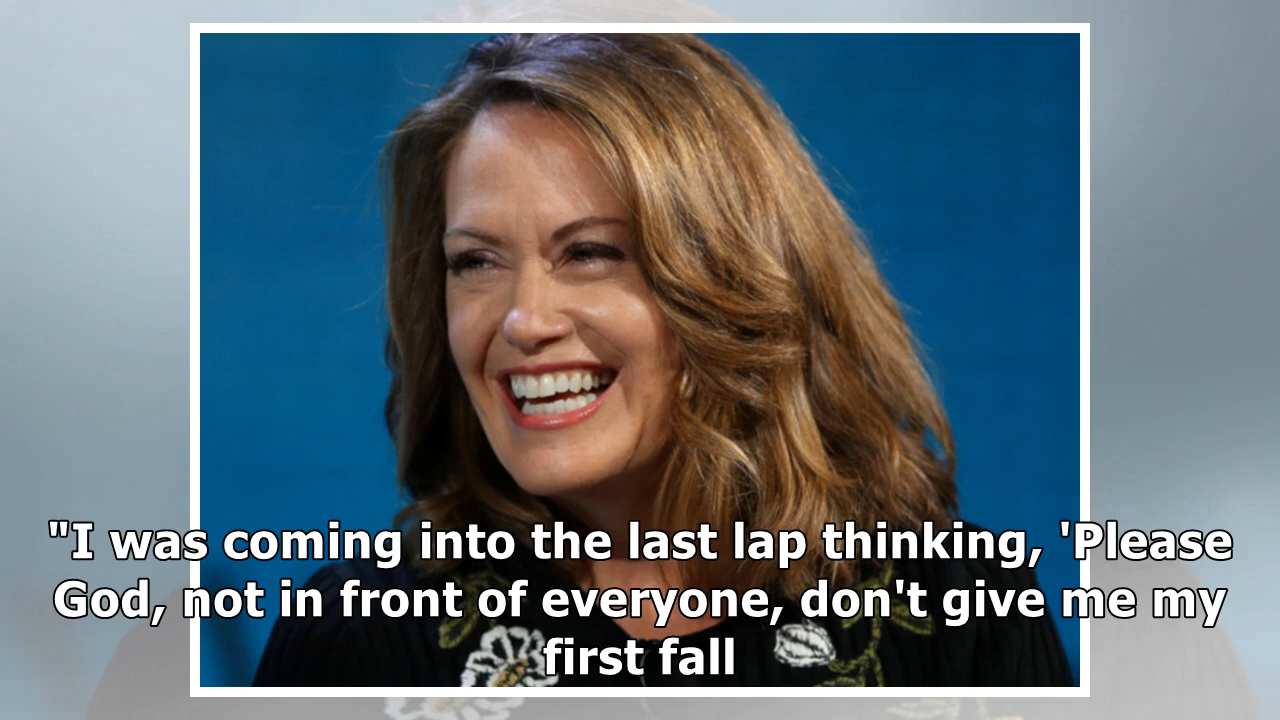 "I was coming into the last lap thinking, 'Please
God, not in front of everyone, don't give me my
first fall